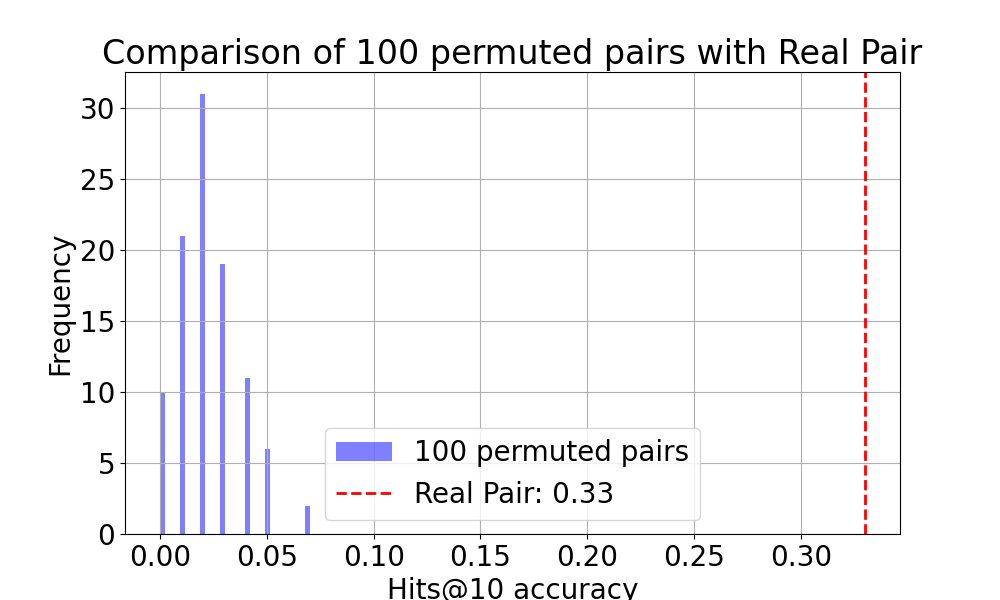 Comparison of 100 permuted pairs with Real Pair
Frequency
30
25
20
15
10
5
0
100 permuted pairs
Real Pair: 0.33
0.00 0.05 0.10 0.15 0.20 0.25 0.30
Hits@10 accuracy